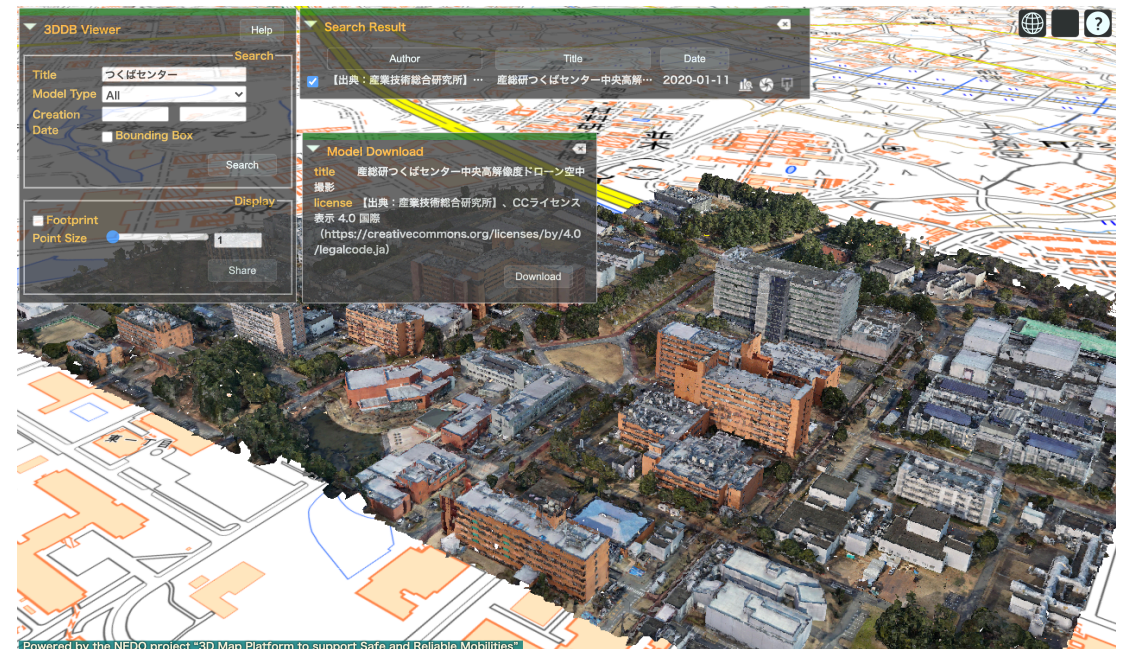 3DDB Viewer
Help
Search
Title
つくばセンター
Model Type
All
Creation
Date
Bounding Box
Search
Display
Footprint
Point Size
1
Share
Search Result
Author
Title
Date
【出典：産業技術総合研究所】…
産総研つくばセンター中央高解…
2020-01-11
Model Download
title 産総研つくばセンター中央高解像度ドローン空中
撮影
license 【出典：産業技術総合研究所】、CCライセンス
表示 4.0 国際
（https://creativecommons.org/licenses/by/4.0
/legalcode.ja）
Download
?
Powered by the NEDO project "3D Map Platform to support Safe and Reliable Mobilities"